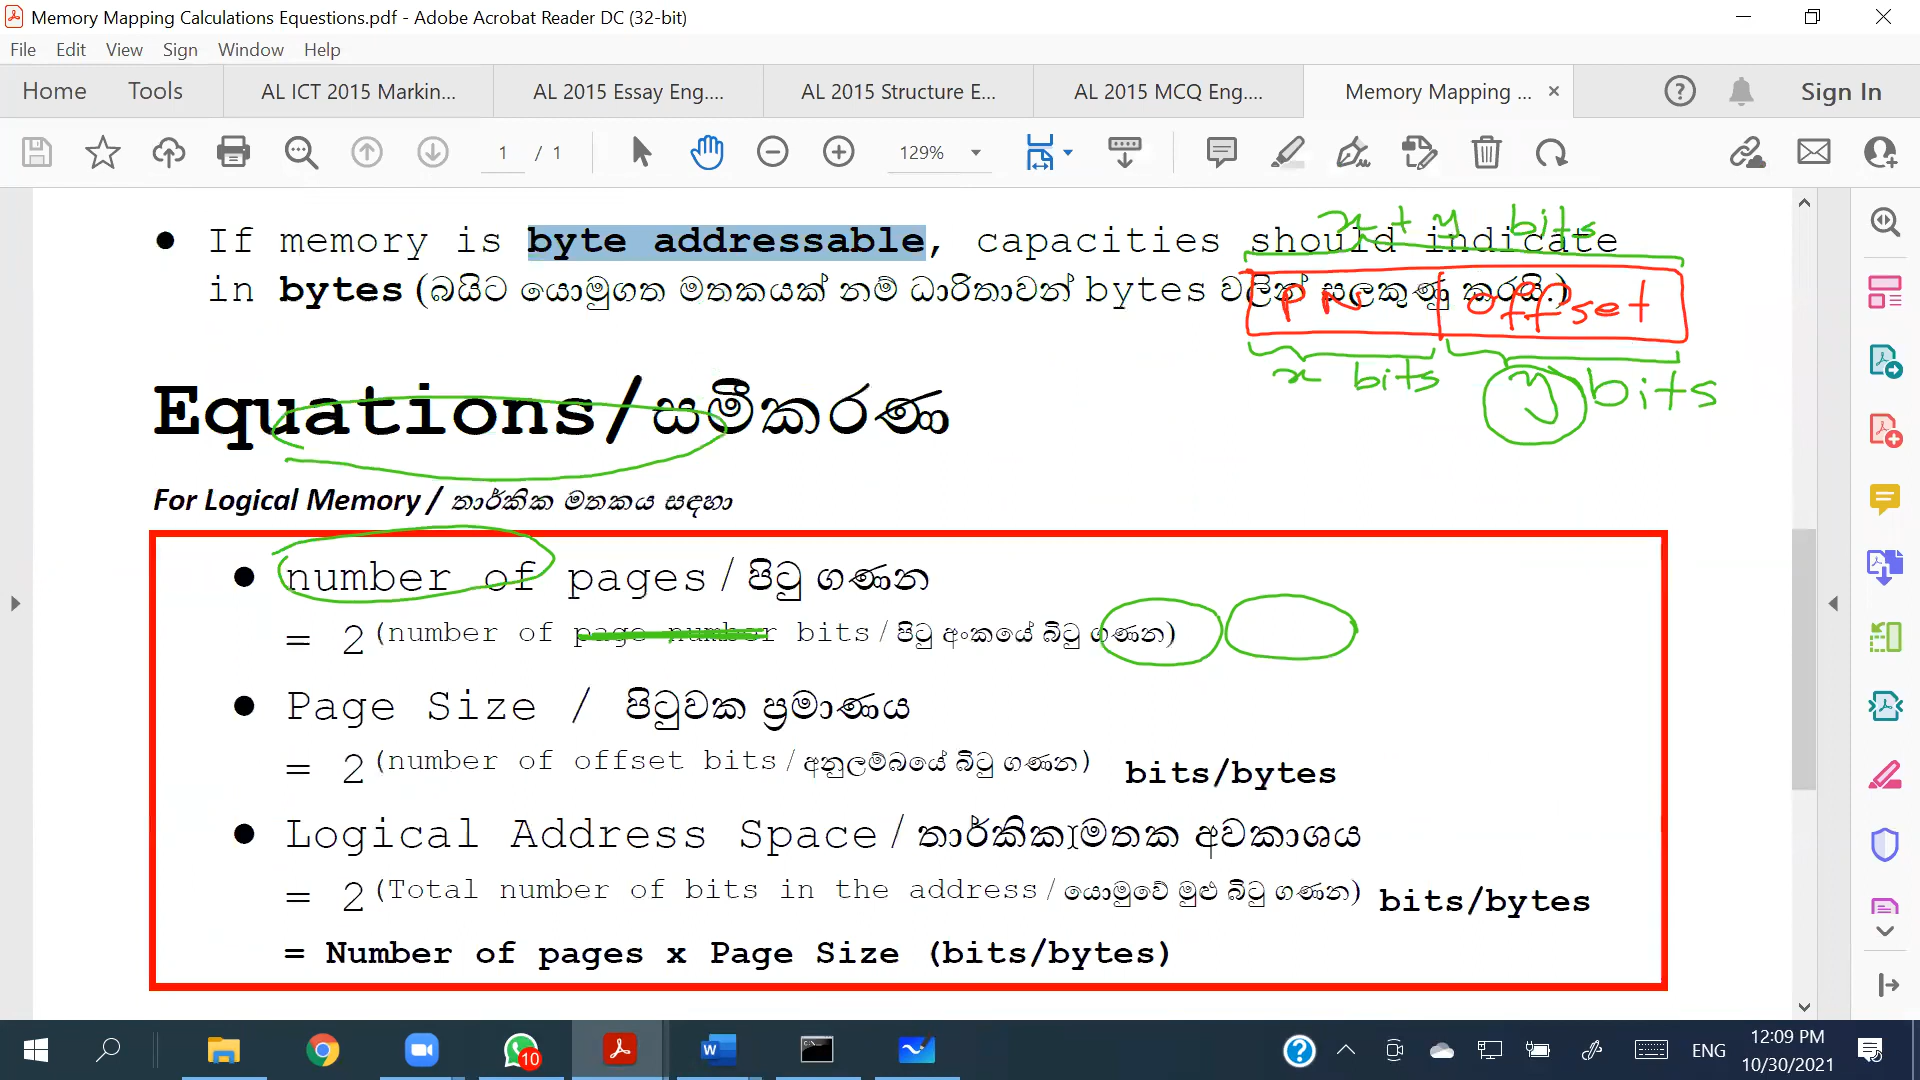 Memory Mapping Calculations Equestions.pdf - Adobe Acrobat Reader DC (32-bit)
File Edit View Sign Window Help
Home Tools AL ICT 2015 Markin... AL 2015 Essay Eng.... AL 2015 Structure E... AL 2015 MCQ Eng.... Memory Mapping ... × Sign In
1 / 1 129%
x + y bits
● If memory is byte addressable, capacities should indicate
in bytes (බයිට යොමුගත මතකයක් නම් ධාරිතාවන් bytes වලින් සලකුණු කරයි.)
PN offset
x bits y bits
Equations/සමීකරණ
For Logical Memory / තාර්කික මතකය සඳහා
● number of pages / පිටු ගණන
= 2 (number of page number bits / පිටු අංකයේ බිටු ගණන)
● Page Size / පිටුවක ප්‍රමාණය
= 2 (number of offset bits / අනුලම්බයේ බිටු ගණන) bits/bytes
● Logical Address Space / තාර්කික මතක අවකාශය
= 2 (Total number of bits in the address / යොමුවේ මුළු බිටු ගණන) bits/bytes
= Number of pages x Page Size (bits/bytes)
10
ENG
12:09 PM
10/30/2021